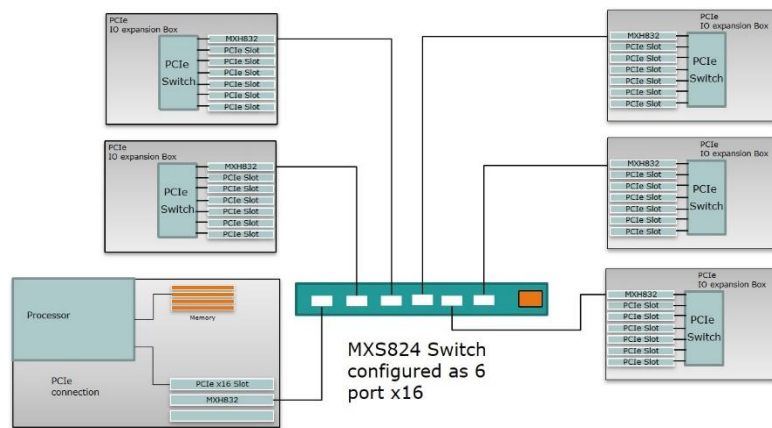 PCIe
IO expansion Box
PCIe
Switch
MXH832
PCIe Slot
PCIe Slot
PCIe Slot
PCIe Slot
PCIe Slot
PCIe Slot
PCIe
IO expansion Box
MXH832
PCIe Slot
PCIe Slot
PCIe Slot
PCIe Slot
PCIe Slot
PCIe Slot
PCIe
Switch
PCIe
IO expansion Box
PCIe
Switch
MXH832
PCIe Slot
PCIe Slot
PCIe Slot
PCIe Slot
PCIe Slot
PCIe Slot
PCIe
IO expansion Box
MXH832
PCIe Slot
PCIe Slot
PCIe Slot
PCIe Slot
PCIe Slot
PCIe Slot
PCIe
Switch
Processor
Memory
PCIe
connection
PCIe x16 Slot
MXH832
MXS824 Switch
configured as 6
port x16
PCIe
IO expansion Box
MXH832
PCIe Slot
PCIe Slot
PCIe Slot
PCIe Slot
PCIe Slot
PCIe Slot
PCIe
Switch